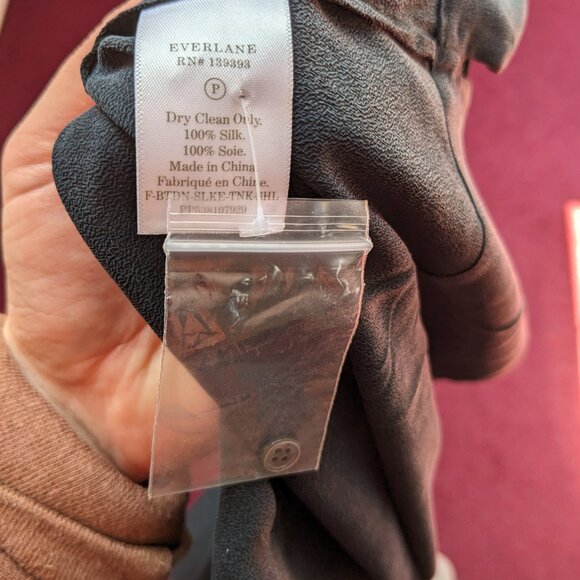 EVERLANE
RN# 139393
P
Dry Clean Only.
100% Silk.
100% Soie.
Made in China.
Fabriqué en Chine.